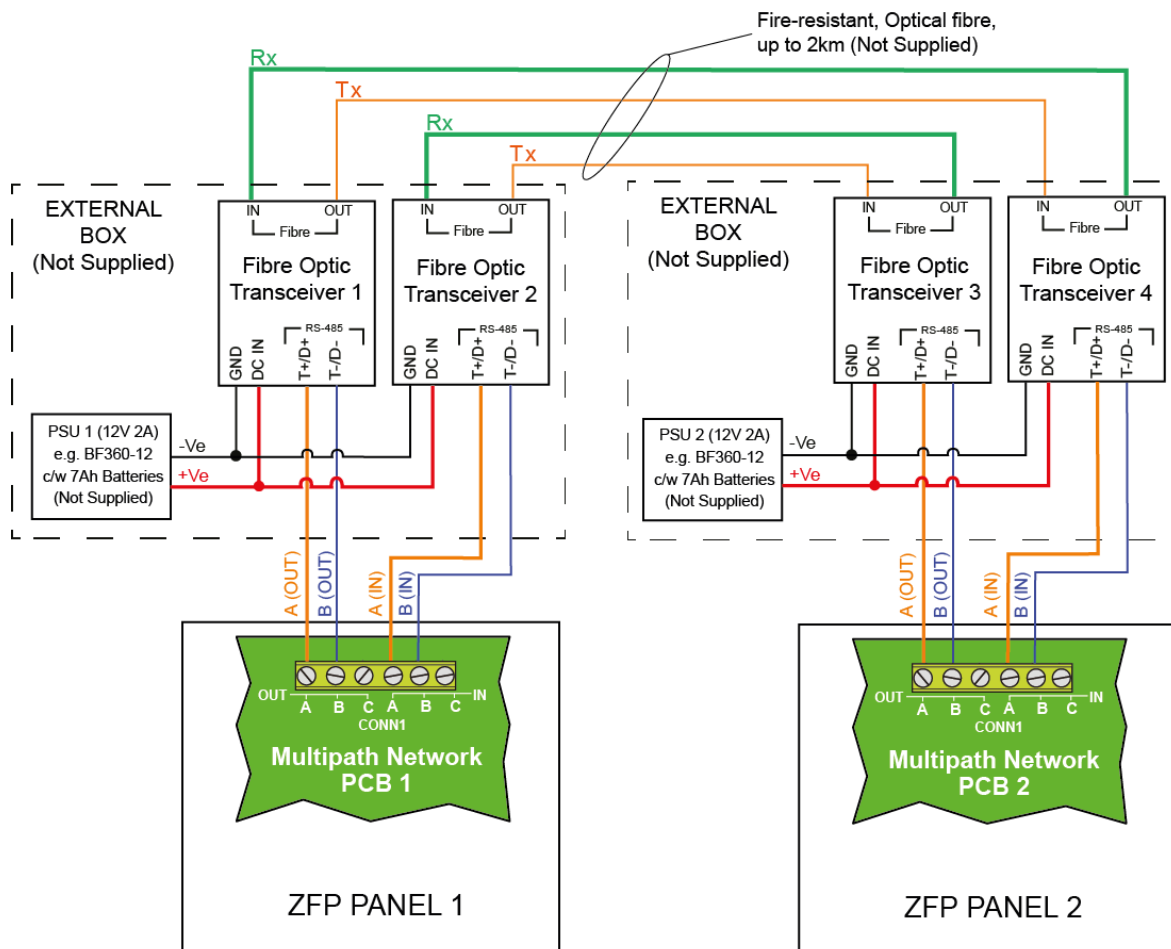 Fire-resistant, Optical fibre,
up to 2km (Not Supplied)
Rx
Tx
Rx
Tx
EXTERNAL
BOX
(Not Supplied)
IN
OUT
Fibre
Fibre Optic
Transceiver 1
RS-485
GND
DC IN
T+/D+
T-/D-
IN
OUT
Fibre
Fibre Optic
Transceiver 2
RS-485
GND
DC IN
T+/D+
T-/D-
PSU 1 (12V 2A)
e.g. BF360-12
c/w 7Ah Batteries
(Not Supplied)
-Ve
+Ve
A (OUT)
B (OUT)
A (IN)
B (IN)
OUT
A
B
C
A
B
C
IN
CONN1
Multipath Network
PCB 1
ZFP PANEL 1
EXTERNAL
BOX
(Not Supplied)
IN
OUT
Fibre
Fibre Optic
Transceiver 3
RS-485
GND
DC IN
T+/D+
T-/D-
IN
OUT
Fibre
Fibre Optic
Transceiver 4
RS-485
GND
DC IN
T+/D+
T-/D-
PSU 2 (12V 2A)
e.g. BF360-12
c/w 7Ah Batteries
(Not Supplied)
-Ve
+Ve
A (OUT)
B (OUT)
A (IN)
B (IN)
OUT
A
B
C
A
B
C
IN
CONN1
Multipath Network
PCB 2
ZFP PANEL 2